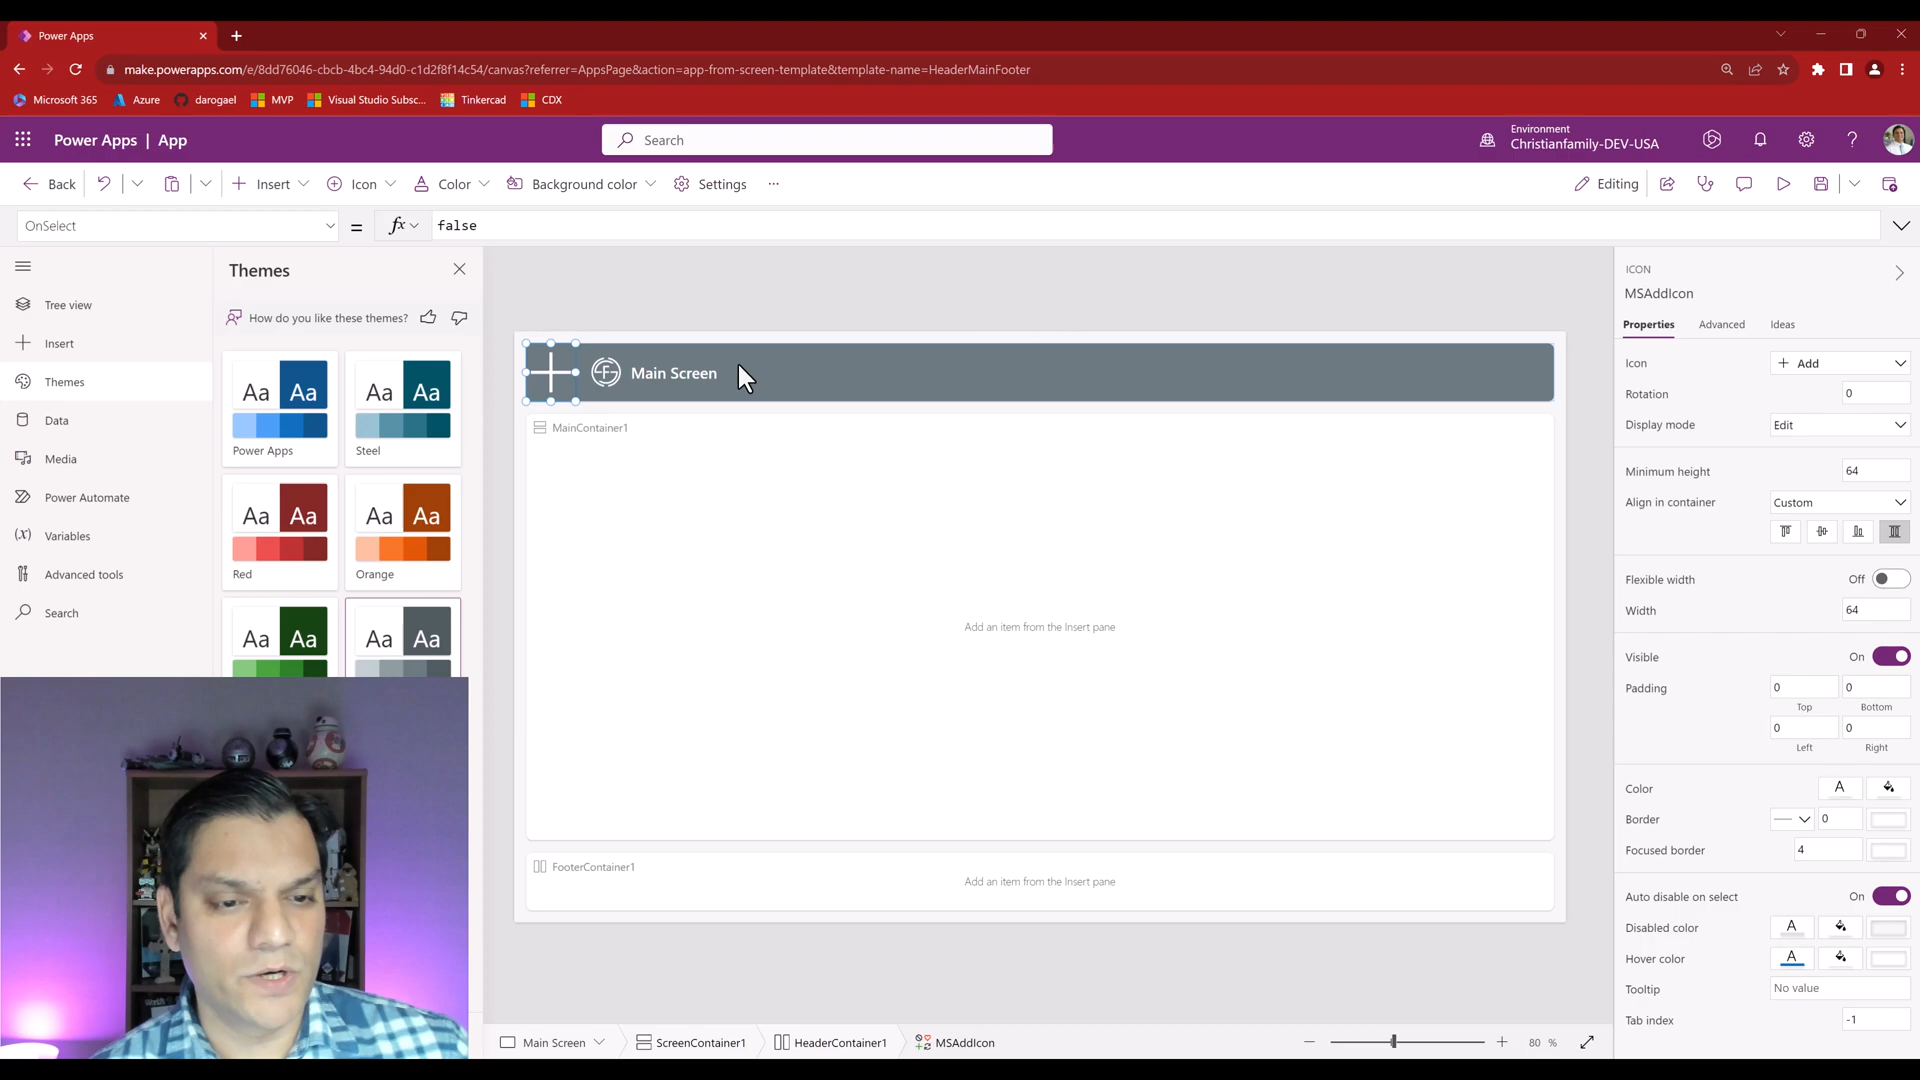 Power Apps
make.powerapps.com/e/8dd76046-cbcb-4bc4-94d0-c1d2f8f14c54/canvas?referrer=AppsPage&action=app-from-screen-template&template-name=HeaderMainFooter
Microsoft 365 Azure darogael MVP Visual Studio Subsc... Tinkercad CDX
Power Apps | App Search Environment
Christianfamily-DEV-USA
Back Insert Icon Color Background color Settings ... Editing
OnSelect = fx false
Themes
How do you like these themes?
Tree view
Insert
Themes
Data
Media
Power Automate
Variables
Advanced tools
Search
Aa Aa Aa Aa
Power Apps Steel
Aa Aa Aa Aa
Red Orange
Aa Aa Aa Aa
Main Screen
MainContainer1
Add an item from the Insert pane
FooterContainer1
Add an item from the Insert pane
ICON
MSAddIcon
Properties Advanced Ideas
Icon Add
Rotation 0
Display mode Edit
Minimum height 64
Align in container Custom
Flexible width Off
Width 64
Visible On
Padding 0 0
Top Bottom
0 0
Left Right
Color A
Border 0
Focused border 4
Auto disable on select On
Disabled color A
Hover color A
Tooltip No value
Tab index -1
Main Screen ScreenContainer1 HeaderContainer1 MSAddIcon 80 %